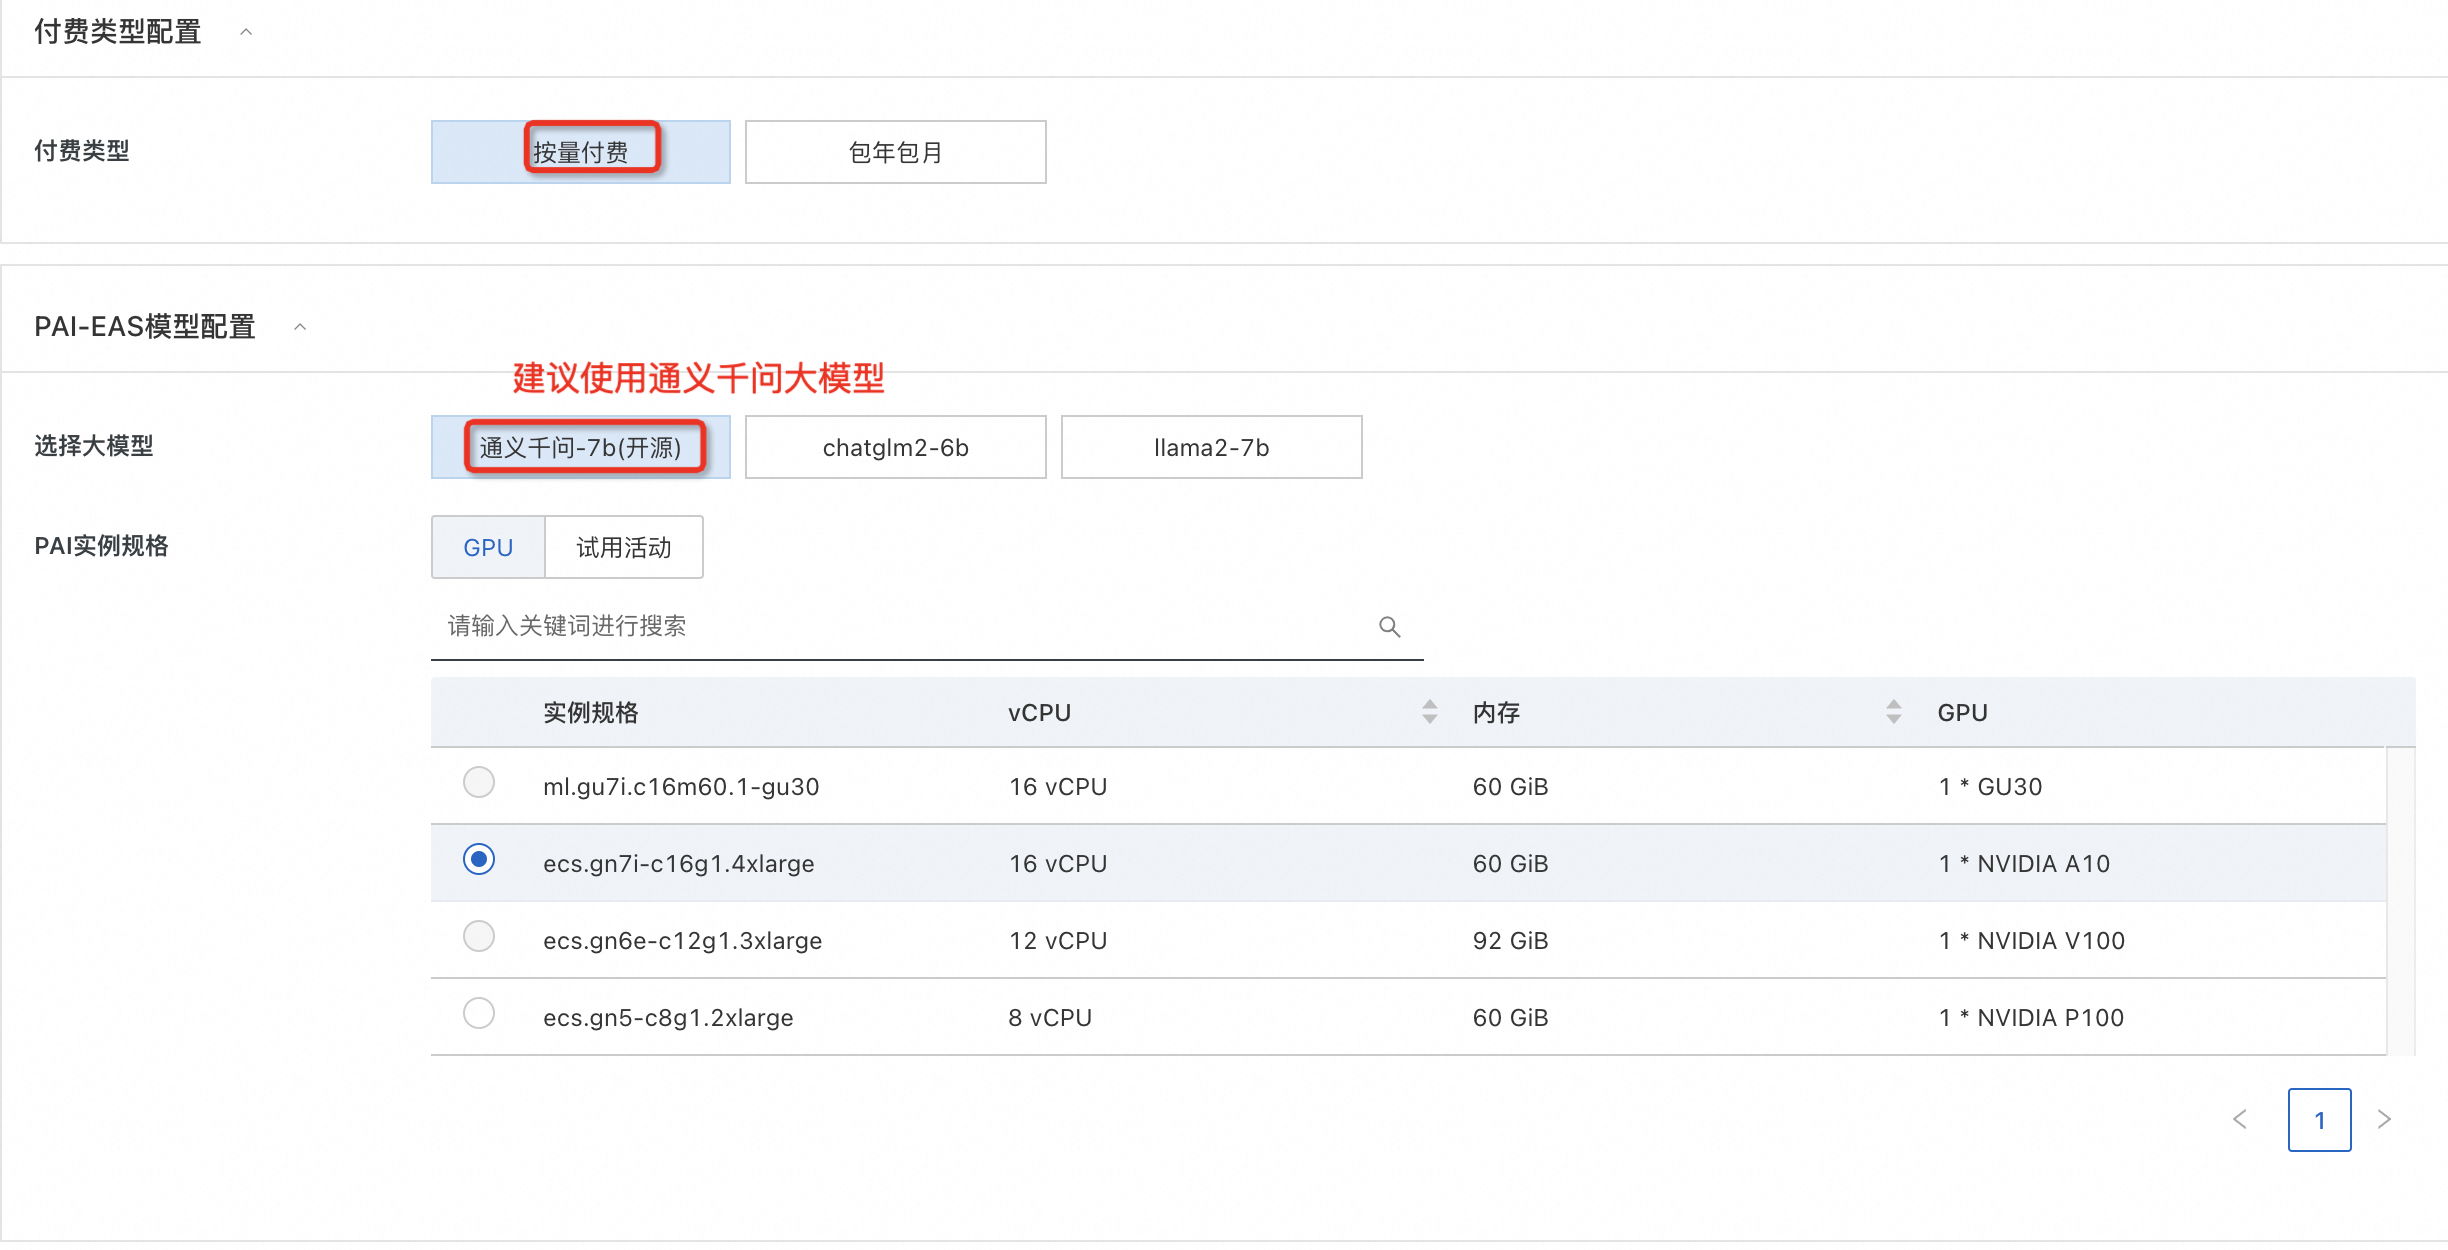 付费类型配置
付费类型
按量付费
包年包月
PAI-EAS模型配置
建议使用通义千问大模型
选择大模型
通义千问-7b(开源)
chatglm2-6b
llama2-7b
PAI实例规格
GPU
试用活动
请输入关键词进行搜索
实例规格 vCPU 内存 GPU
ml.gu7i.c16m60.1-gu30 16 vCPU 60 GiB 1 * GU30
ecs.gn7i-c16g1.4xlarge 16 vCPU 60 GiB 1 * NVIDIA A10
ecs.gn6e-c12g1.3xlarge 12 vCPU 92 GiB 1 * NVIDIA V100
ecs.gn5-c8g1.2xlarge 8 vCPU 60 GiB 1 * NVIDIA P100
1